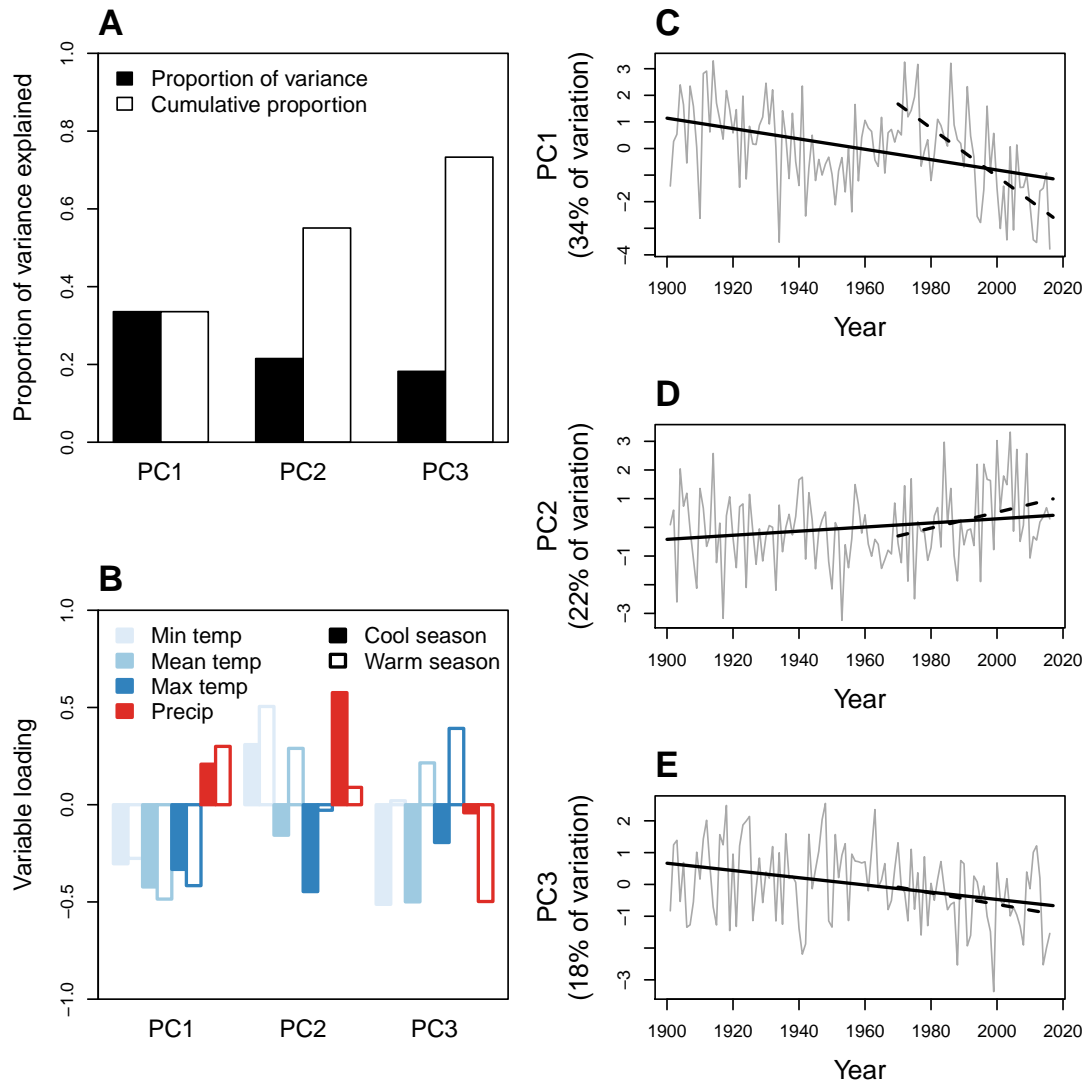 A
Proportion of variance explained
1.0
0.8
0.6
0.4
0.2
0.0
Proportion of variance
Cumulative proportion
PC1 PC2 PC3
B
Variable loading
1.0
0.5
0.0
−0.5
−1.0
Min temp
Mean temp
Max temp
Precip
Cool season
Warm season
PC1 PC2 PC3
C
PC1
(34% of variation)
3
2
1
0
−2
−4
1900 1920 1940 1960 1980 2000 2020
Year
D
PC2
(22% of variation)
3
1
−1
−3
1900 1920 1940 1960 1980 2000 2020
Year
E
PC3
(18% of variation)
2
1
0
−1
−3
1900 1920 1940 1960 1980 2000 2020
Year